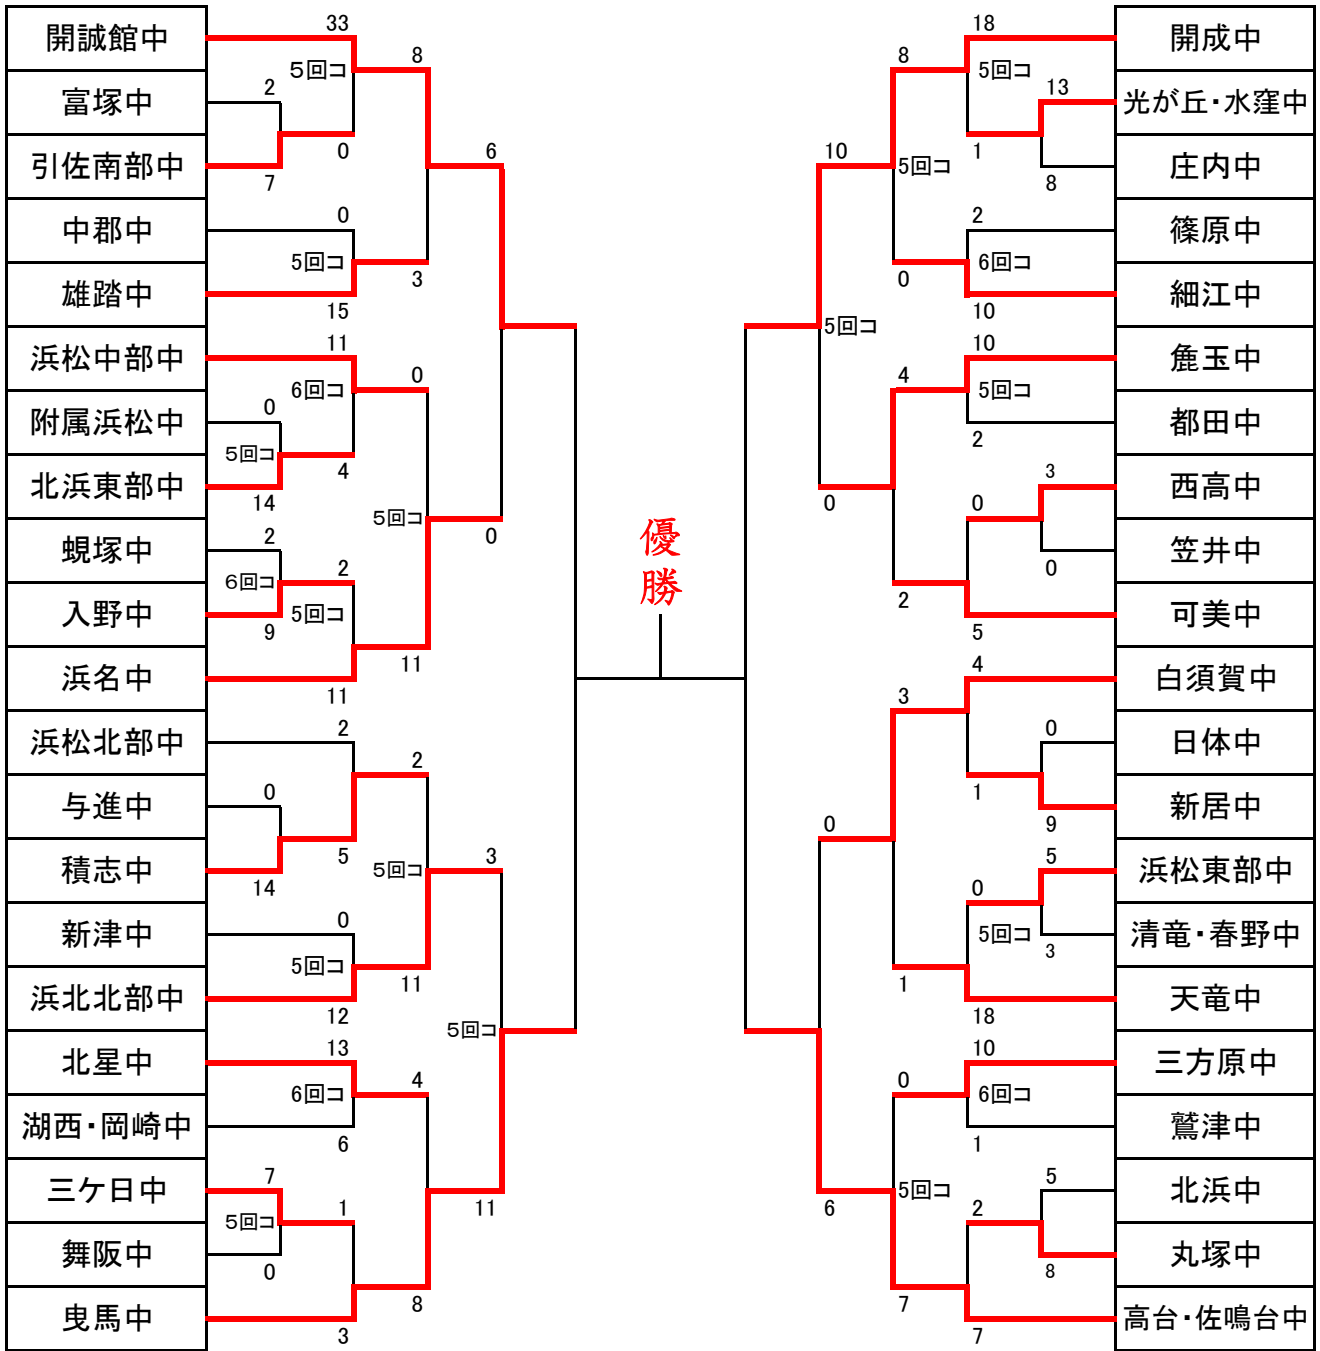 33
18
開誠館中
開成中
8
8
5回コ
5回コ
2
13
富塚中
光が丘・水窪中
6
10
0
1
引佐南部中
庄内中
5回コ
7
8
0
2
中郡中
篠原中
5回コ
6回コ
3
0
雄踏中
細江中
15
10
5回コ
11
10
浜松中部中
麁玉中
0
4
6回コ
5回コ
0
附属浜松中
都田中
2
5回コ
4
3
北浜東部中
西高中
14
0
0
5回コ
2
0
優
蜆塚中
笠井中
2
0
6回コ
勝
2
入野中
可美中
5回コ
9
5
11
4
浜名中
白須賀中
11
3
2
0
浜松北部中
日体中
2
0
1
与進中
新居中
0
9
5
3
5
積志中
浜松東部中
5回コ
14
0
0
新津中
清竜・春野中
5回コ
3
5回コ
11
1
浜北北部中
天竜中
12
18
5回コ
13
10
北星中
三方原中
4
0
6回コ
6回コ
湖西・岡崎中
鷲津中
6
1
7
5
三ケ日中
北浜中
5回コ
11
6
1
2
5回コ
舞阪中
丸塚中
0
8
8
7
曳馬中
高台・佐鳴台中
3
7